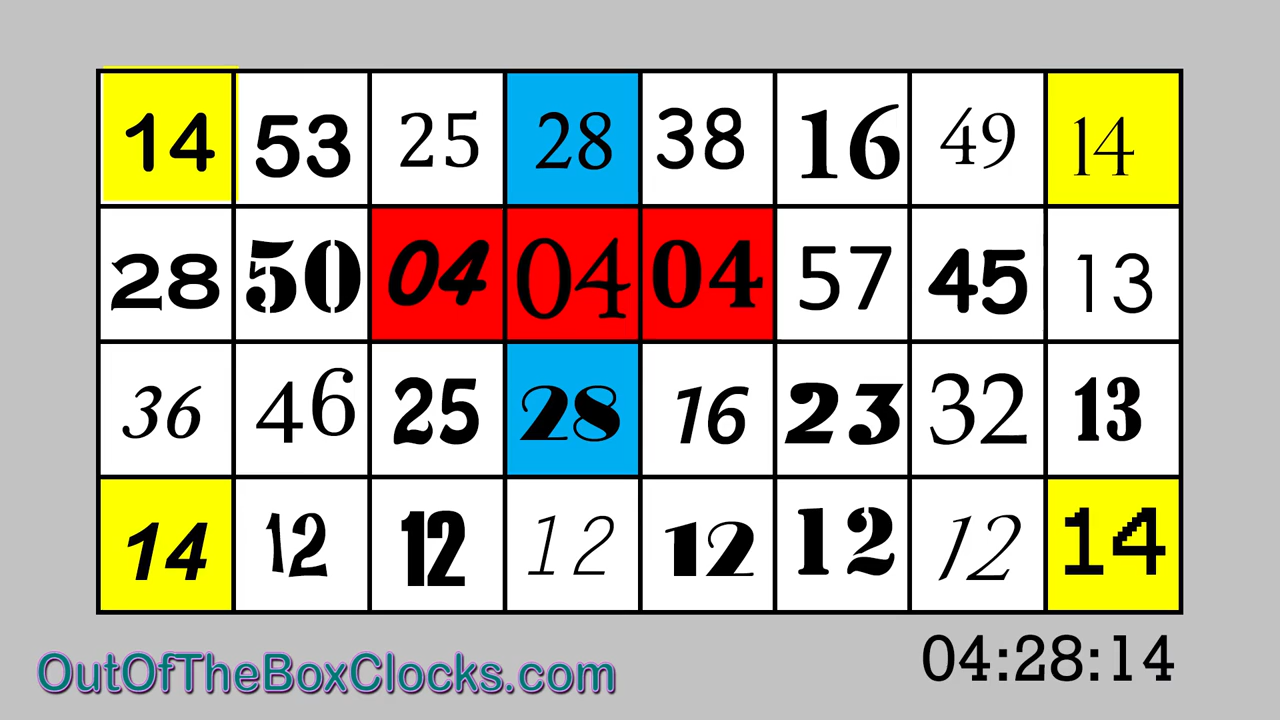 14 53 25 28 38 16 49 14
28 50 04 04 04 57 45 13
36 46 25 28 16 23 32 13
14 12 12 12 12 12 12 14
OutOfTheBoxClocks.com 04:28:14